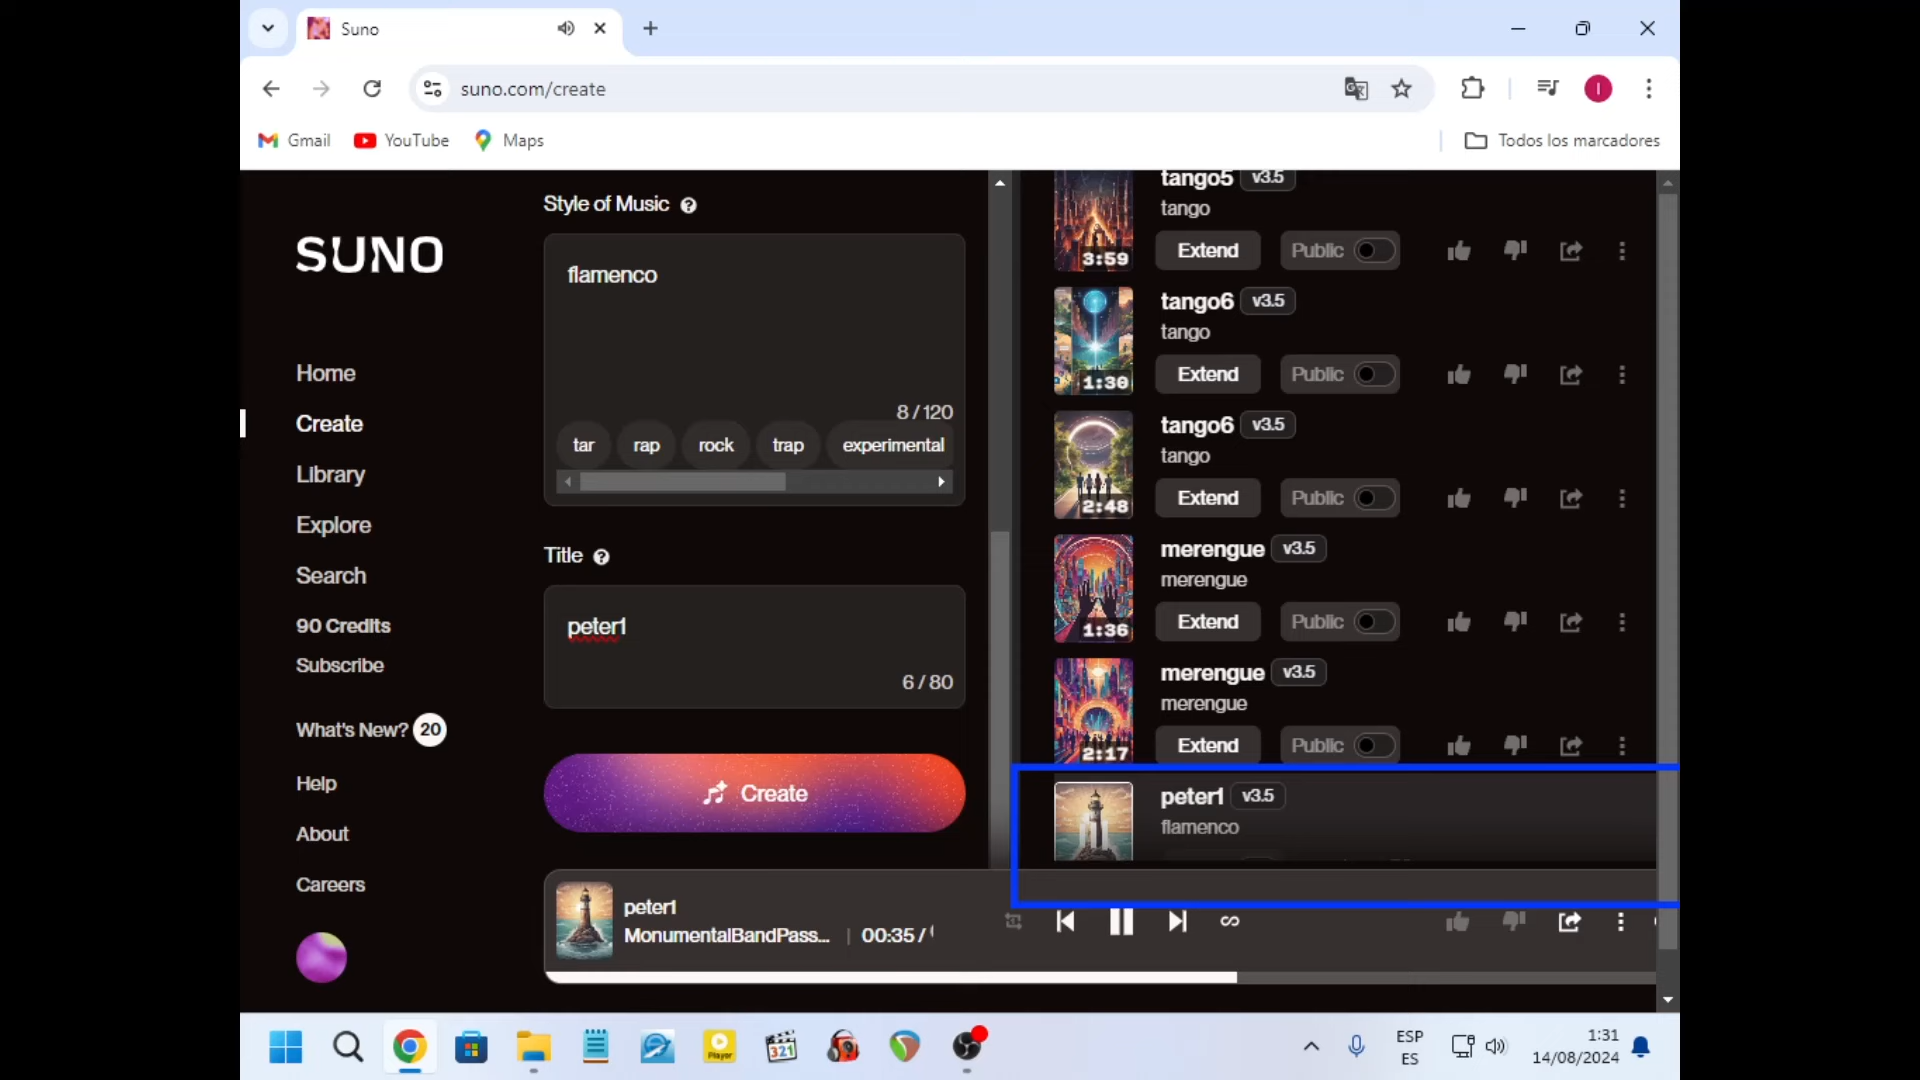 Suno
suno.com/create
Gmail
YouTube
Maps
Todos los marcadores
SUNO
Home
Create
Library
Explore
Search
90 Credits
Subscribe
What's New? 20
Help
About
Careers
Style of Music
flamenco
8 / 120
tar rap rock trap experimental
Title
peter1
6 / 80
Create
tango5 v3.5
tango
3:59
Extend Public
tango6 v3.5
tango
1:30
Extend Public
tango6 v3.5
tango
2:48
Extend Public
merengue v3.5
merengue
1:36
Extend Public
merengue v3.5
merengue
2:17
Extend Public
peter1 v3.5
flamenco
peter1
MonumentalBandPass... | 00:35 /
Player
321
ESP
ES
1:31
14/08/2024